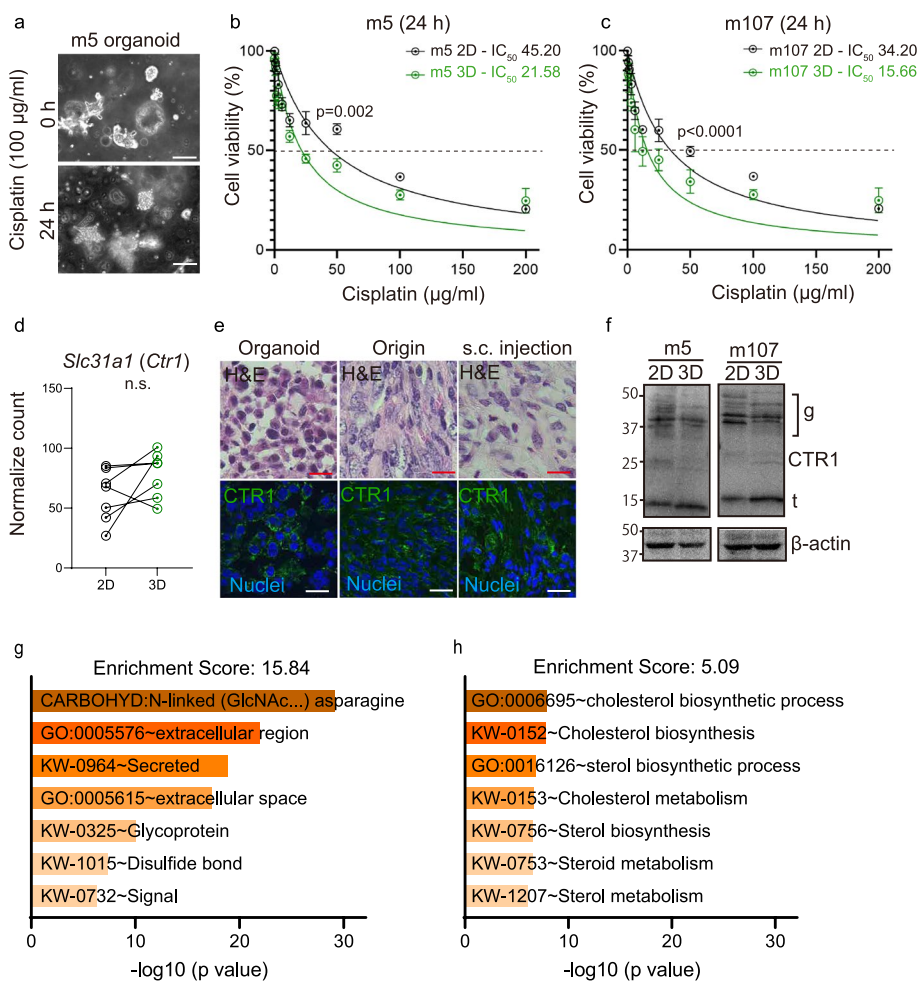 a
m5 organoid
Cisplatin (100 µg/ml)
0 h
24 h
b
m5 (24 h)
m5 2D - IC50 45.20
m5 3D - IC50 21.58
p=0.002
Cell viability (%)
100
50
0
0 50 100 150 200
Cisplatin (µg/ml)
c
m107 (24 h)
m107 2D - IC50 34.20
m107 3D - IC50 15.66
p<0.0001
Cell viability (%)
100
50
0
0 50 100 150 200
Cisplatin (µg/ml)
d
Slc31a1 (Ctr1)
n.s.
Normalize count
150
100
50
0
2D 3D
e
Organoid Origin s.c. injection
H&E H&E H&E
CTR1 CTR1 CTR1
Nuclei Nuclei Nuclei
f
m5 m107
2D 3D 2D 3D
50
37
25
15
g
CTR1
t
50
37
β-actin
g
Enrichment Score: 15.84
CARBOHYD:N-linked (GlcNAc...) asparagine
GO:0005576~extracellular region
KW-0964~Secreted
GO:0005615~extracellular space
KW-0325~Glycoprotein
KW-1015~Disulfide bond
KW-0732~Signal
0 10 20 30
-log10 (p value)
h
Enrichment Score: 5.09
GO:0006695~cholesterol biosynthetic process
KW-0152~Cholesterol biosynthesis
GO:0016126~sterol biosynthetic process
KW-0153~Cholesterol metabolism
KW-0756~Sterol biosynthesis
KW-0753~Steroid metabolism
KW-1207~Sterol metabolism
0 10 20 30
-log10 (p value)